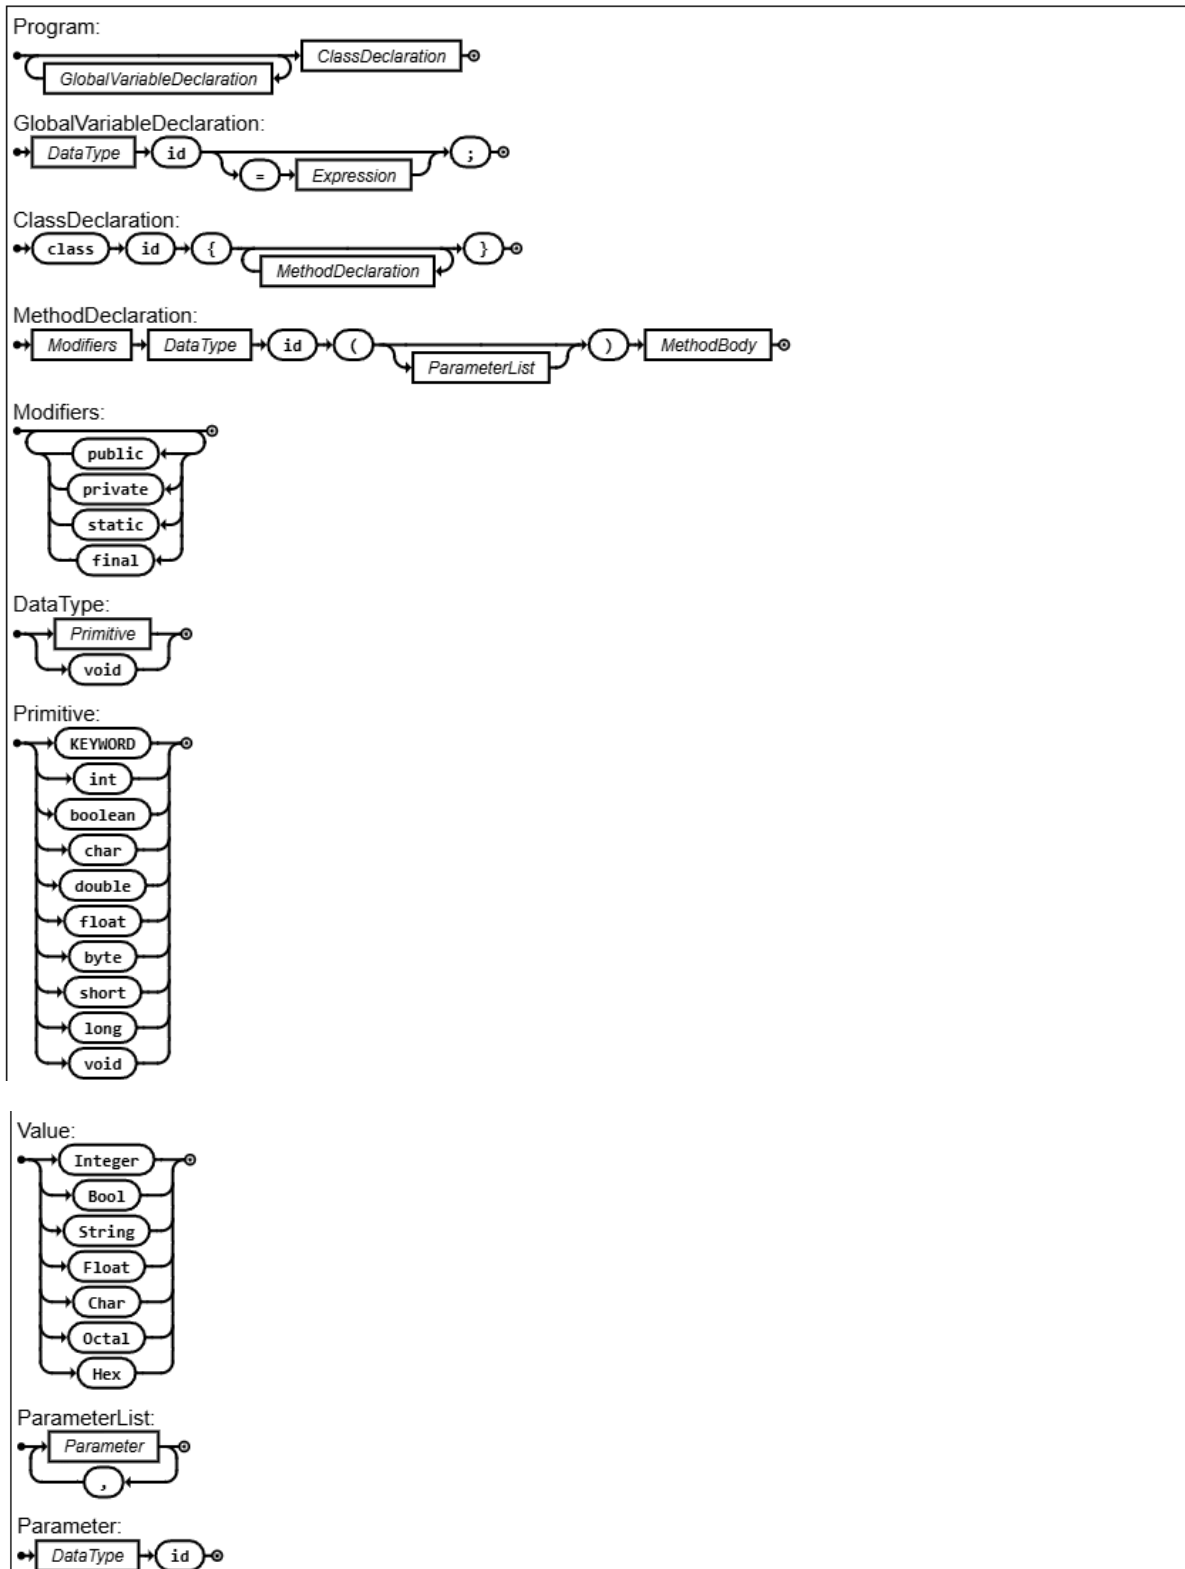 Program:
ClassDeclaration
GlobalVariableDeclaration
GlobalVariableDeclaration:
DataType id ;
= Expression
ClassDeclaration:
class id { }
MethodDeclaration
MethodDeclaration:
Modifiers DataType id ( ) MethodBody
ParameterList
Modifiers:
public
private
static
final
DataType:
Primitive
void
Primitive:
KEYWORD
int
boolean
char
double
float
byte
short
long
void
Value:
Integer
Bool
String
Float
Char
Octal
Hex
ParameterList:
Parameter
,
Parameter:
DataType id